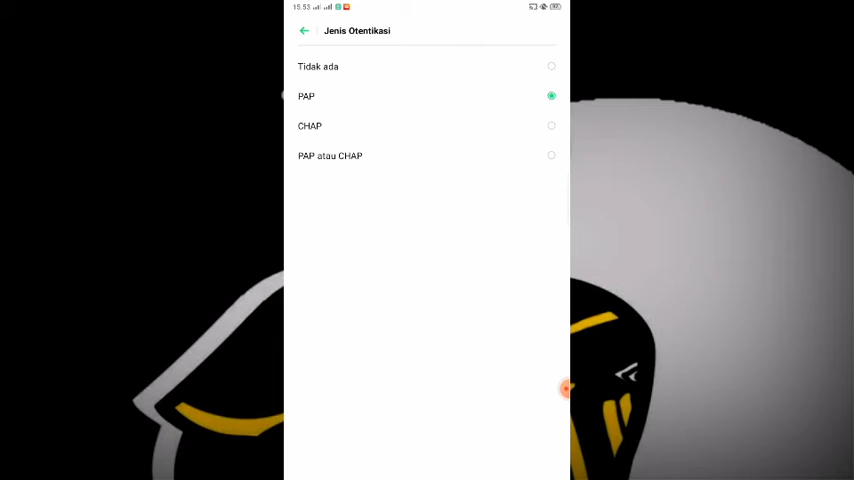 15.53
Jenis Otentikasi
Tidak ada
PAP
CHAP
PAP atau CHAP